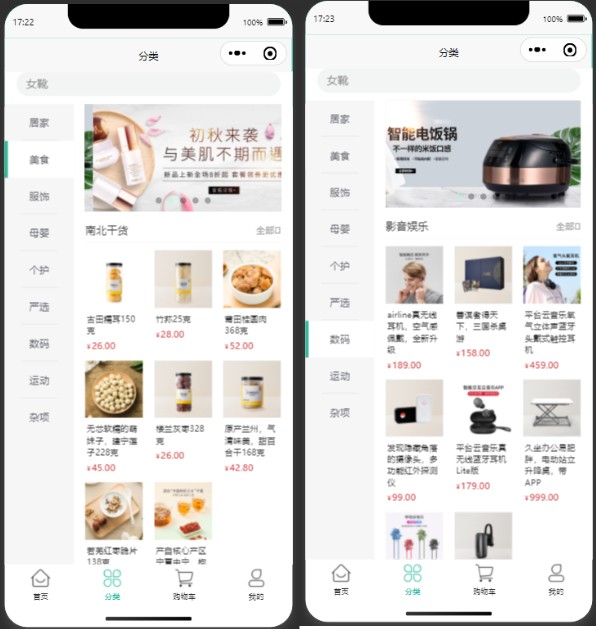 17:22
100%
分类
女靴
居家
美食
服饰
母婴
个护
严选
数码
运动
杂项
初秋来袭
与美肌不期而遇
新品上新全场8折起 套餐领券史低惠
南北干货
全部
古田糯耳150克
¥26.00
竹荪25克
¥28.00
莆田桂圆肉368克
¥52.00
无芯软糯的萌妹子，建宁莲子228克
¥45.00
楼兰灰枣328克
¥26.00
原产兰州，气清味美，甜百合干168克
¥42.80
若羌红枣脆片138克
产自核心产区
首页
分类
购物车
我的
17:23
100%
分类
女靴
居家
美食
服饰
母婴
个护
严选
数码
运动
杂项
智能电饭锅
不一样的米饭口感
影音娱乐
全部
airline真无线耳机，空气感佩戴，全新升级
¥189.00
善谋者得天下，三国杀桌游
¥158.00
平台云音乐氧气立体声蓝牙头戴式触控耳机
¥459.00
发现隐藏角落的摄像头，多功能红外探测仪
¥99.00
平台云音乐真无线蓝牙耳机Lite版
¥179.00
久坐办公易肥胖，电动站立升降桌，带APP
¥999.00
首页
分类
购物车
我的